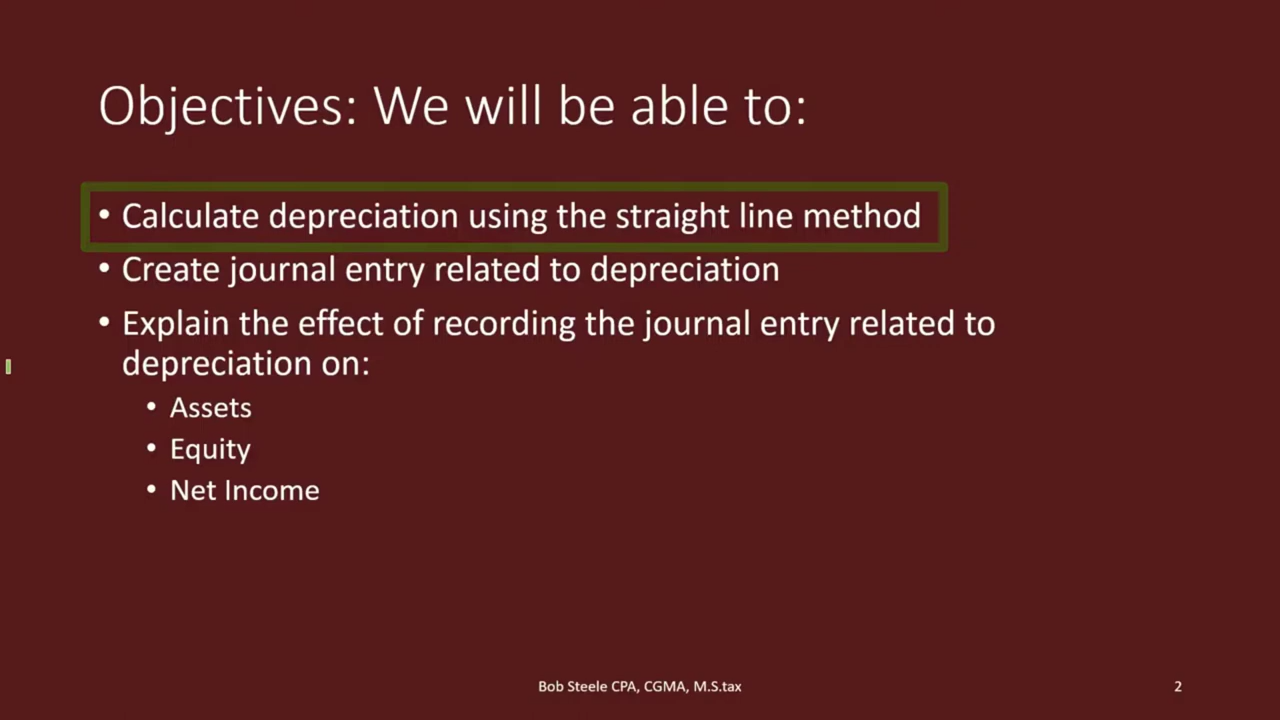 Objectives: We will be able to:
• Calculate depreciation using the straight line method
• Create journal entry related to depreciation
• Explain the effect of recording the journal entry related to
depreciation on:
• Assets
• Equity
• Net Income
Bob Steele CPA, CGMA, M.S.tax
2